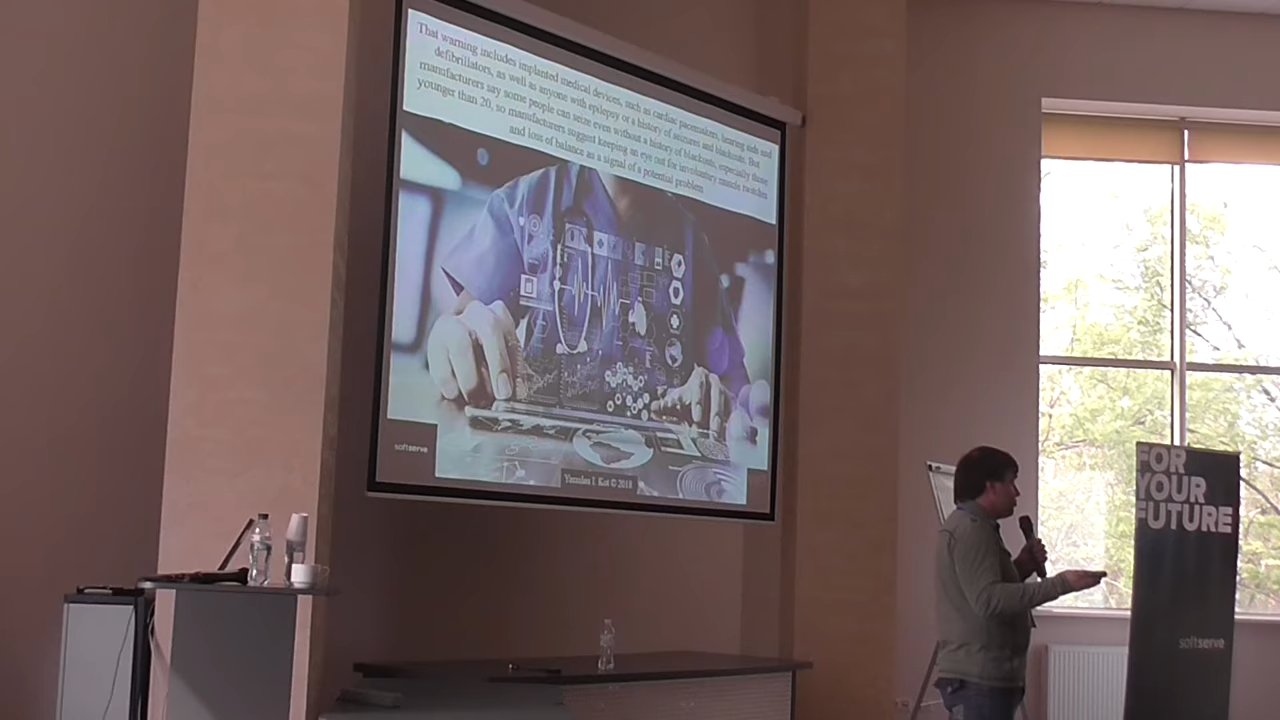 That warning includes implanted medical devices, such as cardiac pacemakers, hearing aids and
defibrillators, as well as anyone with epilepsy or a history of seizures and blackouts. But
manufacturers say some people can seize even without a history of blackouts, especially those
younger than 20, so manufacturers suggest keeping an eye out for involuntary muscle twitches
and loss of balance as a signal of a potential problem
softserve
Yaroslav I. Kot © 2018
FOR
YOUR
FUTURE
softserve